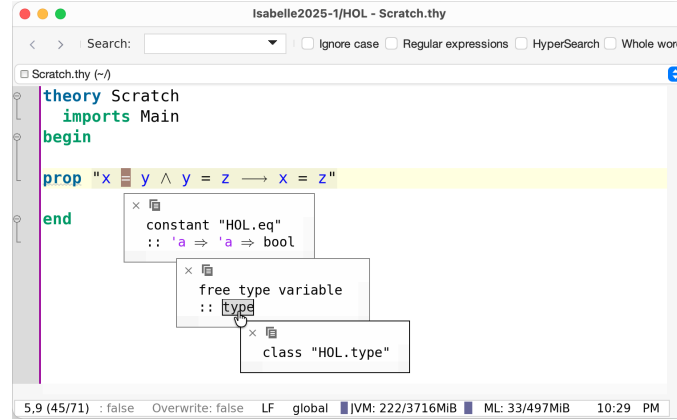 Isabelle2025-1/HOL - Scratch.thy
Search: Ignore case Regular expressions HyperSearch Whole wor
Scratch.thy (~/)
theory Scratch
imports Main
begin
prop "x = y ∧ y = z ⟶ x = z"
end
constant "HOL.eq"
:: 'a ⇒ 'a ⇒ bool
free type variable
:: type
class "HOL.type"
5,9 (45/71) : false Overwrite: false LF global JVM: 222/3716MiB ML: 33/497MiB 10:29 PM